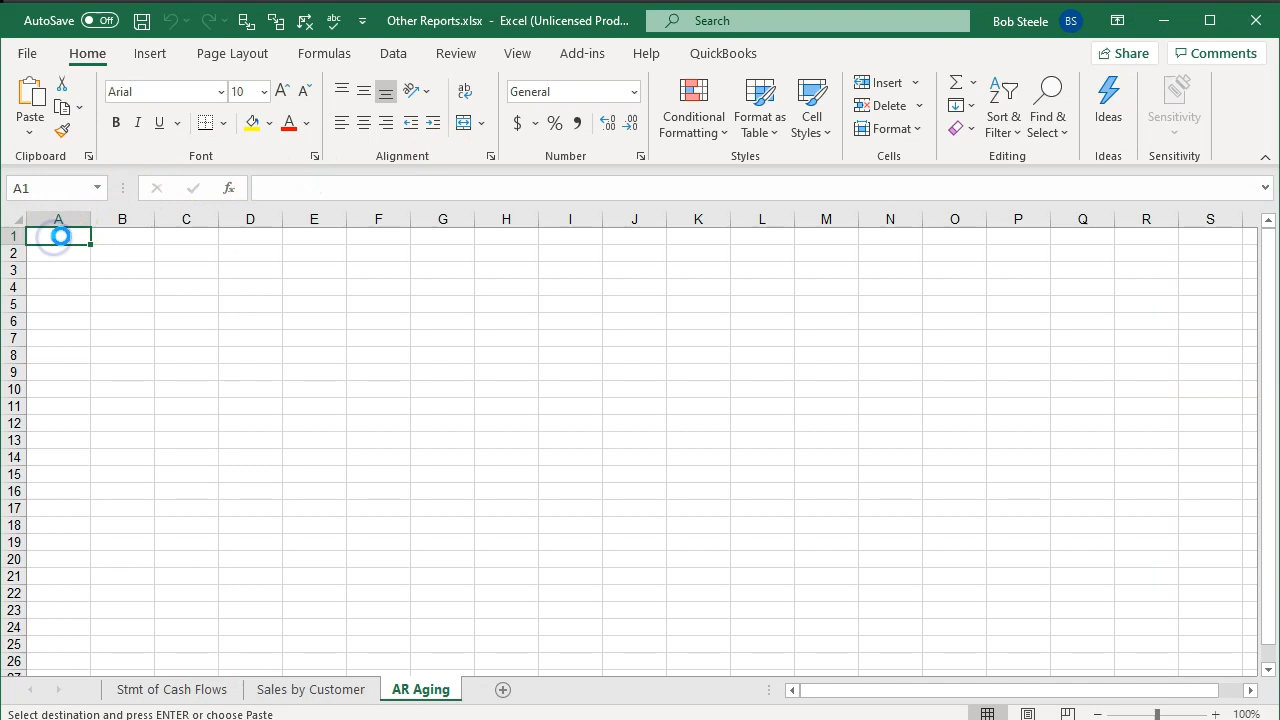 AutoSave Off Other Reports.xlsx - Excel (Unlicensed Prod... Search Bob Steele BS
File Home Insert Page Layout Formulas Data Review View Add-ins Help QuickBooks Share Comments
Arial 10 General Insert
Paste Conditional Formatting Format as Table Cell Styles Delete Sort & Filter Find & Select Ideas Sensitivity
B I U A $ % Format
Clipboard Font Alignment Number Styles Cells Editing Ideas Sensitivity
A1 fx
A B C D E F G H I J K L M N O P Q R S
1
2
3
4
5
6
7
8
9
10
11
12
13
14
15
16
17
18
19
20
21
22
23
24
25
26
27
Stmt of Cash Flows Sales by Customer AR Aging
Select destination and press ENTER or choose Paste 100%